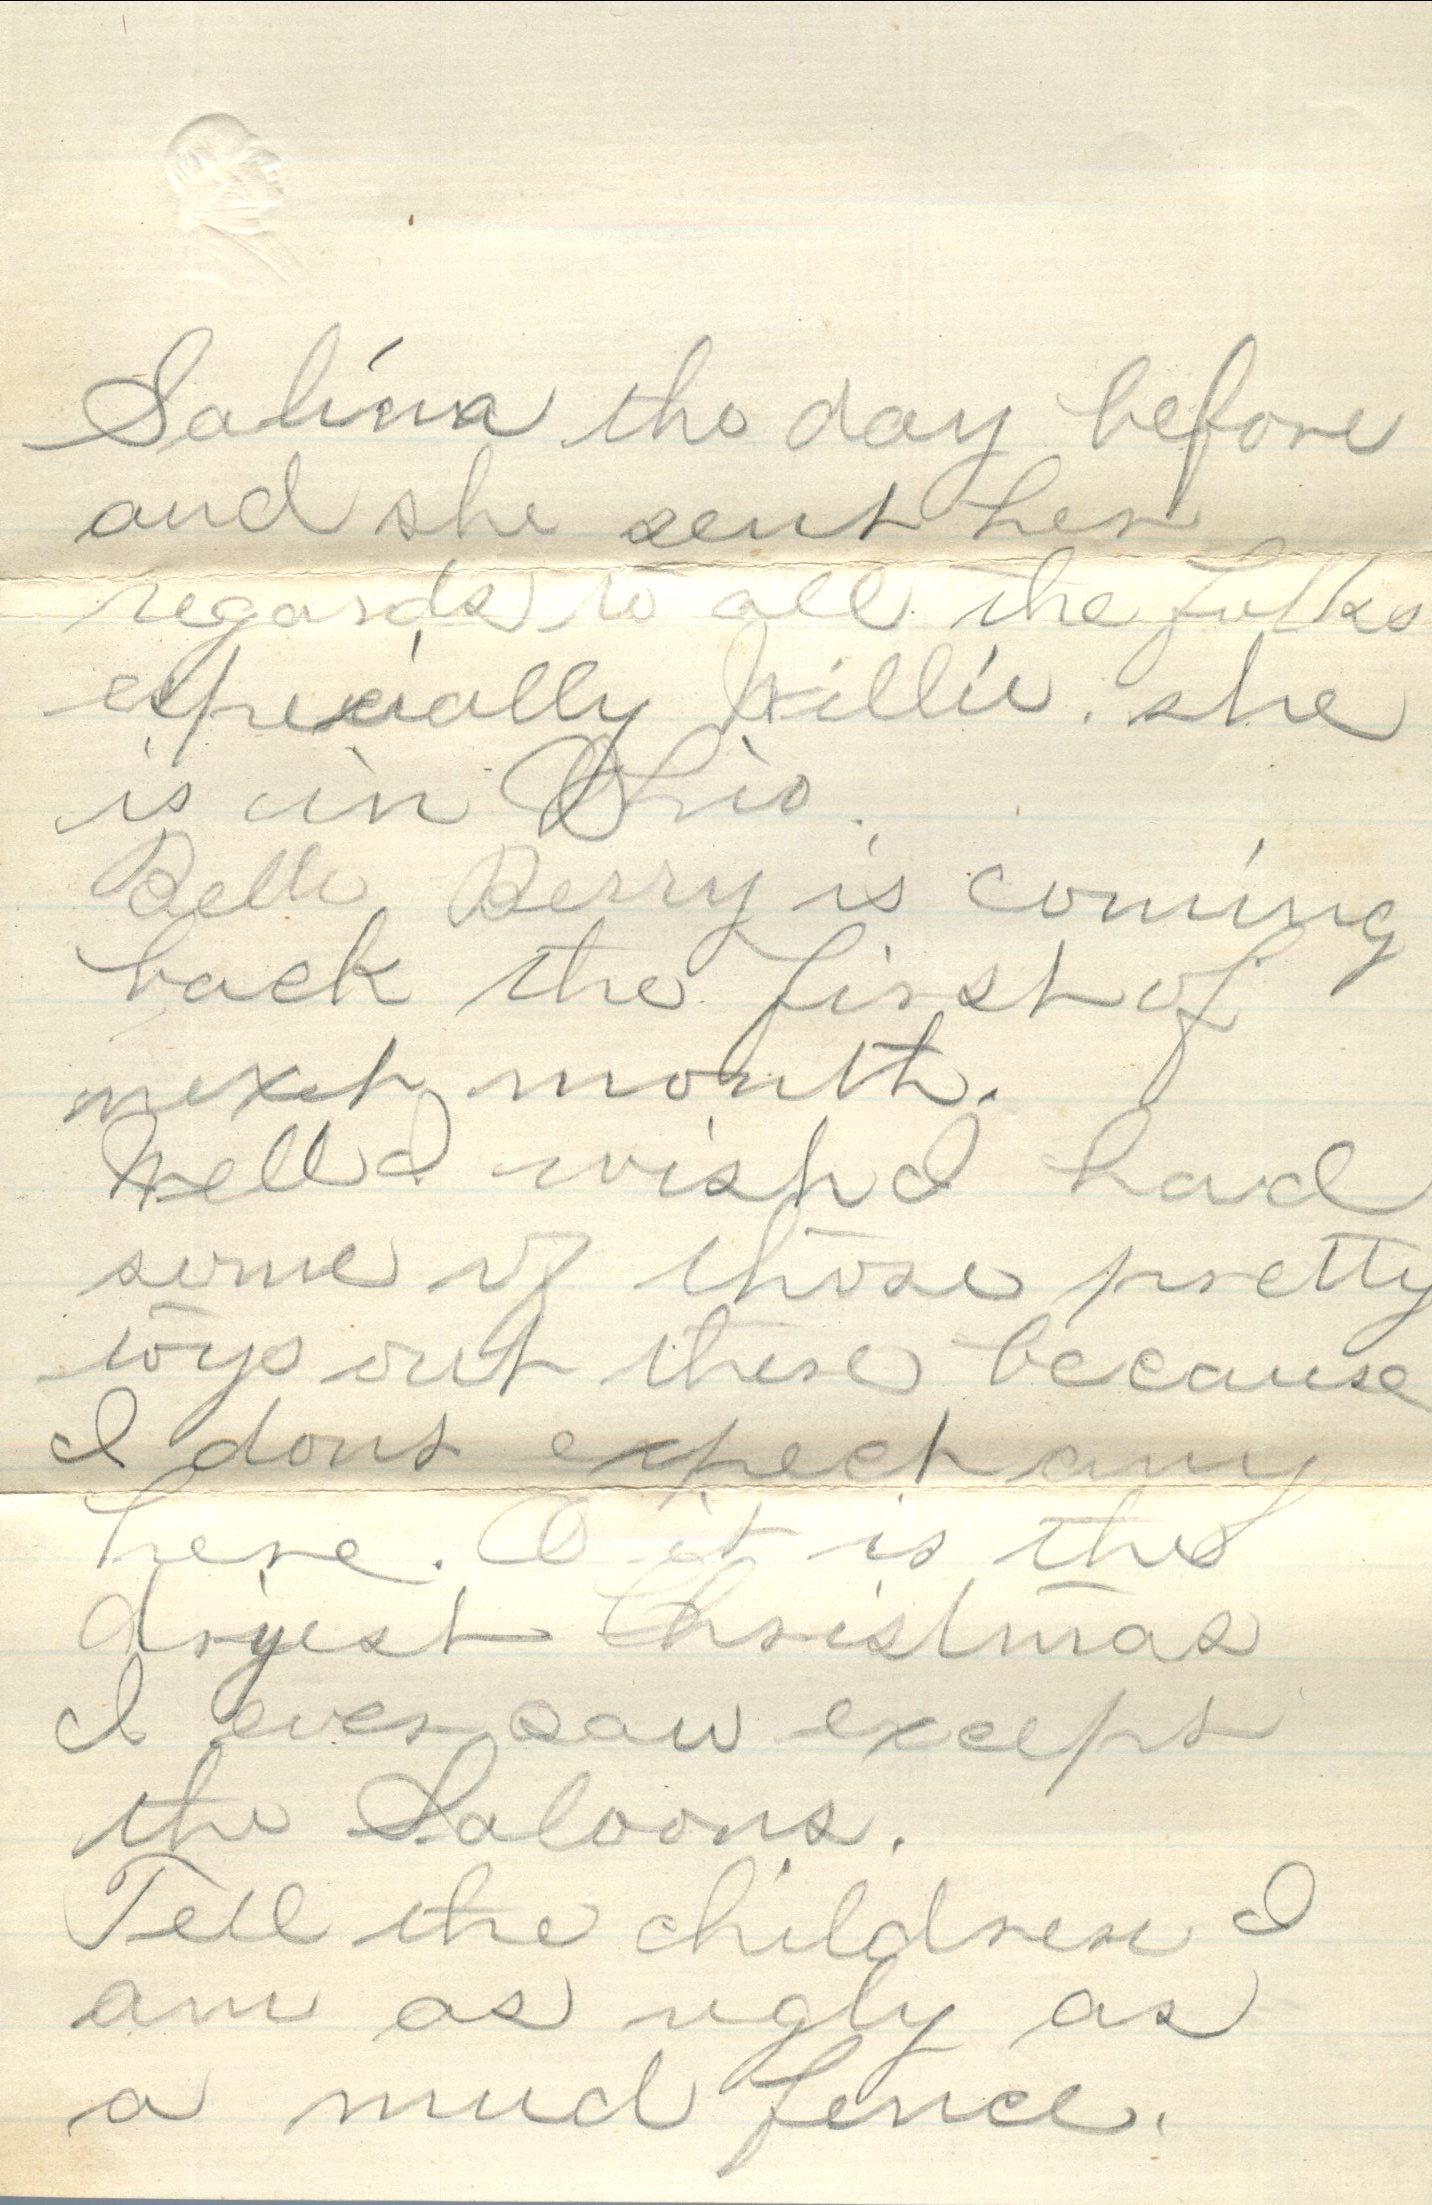 Salina the day before
and she sent her
regards to all the folks
especially Willie. she
is in Ohio.
Belle Berry is coming
back the first of
next month.
Well I wish I had
some of those pretty
toys out there because
I dont expect any
here. O it is the
dryest Christmas
I ever saw except
the Saloons.
Tell the children I
am as ugly as
a mud fence.